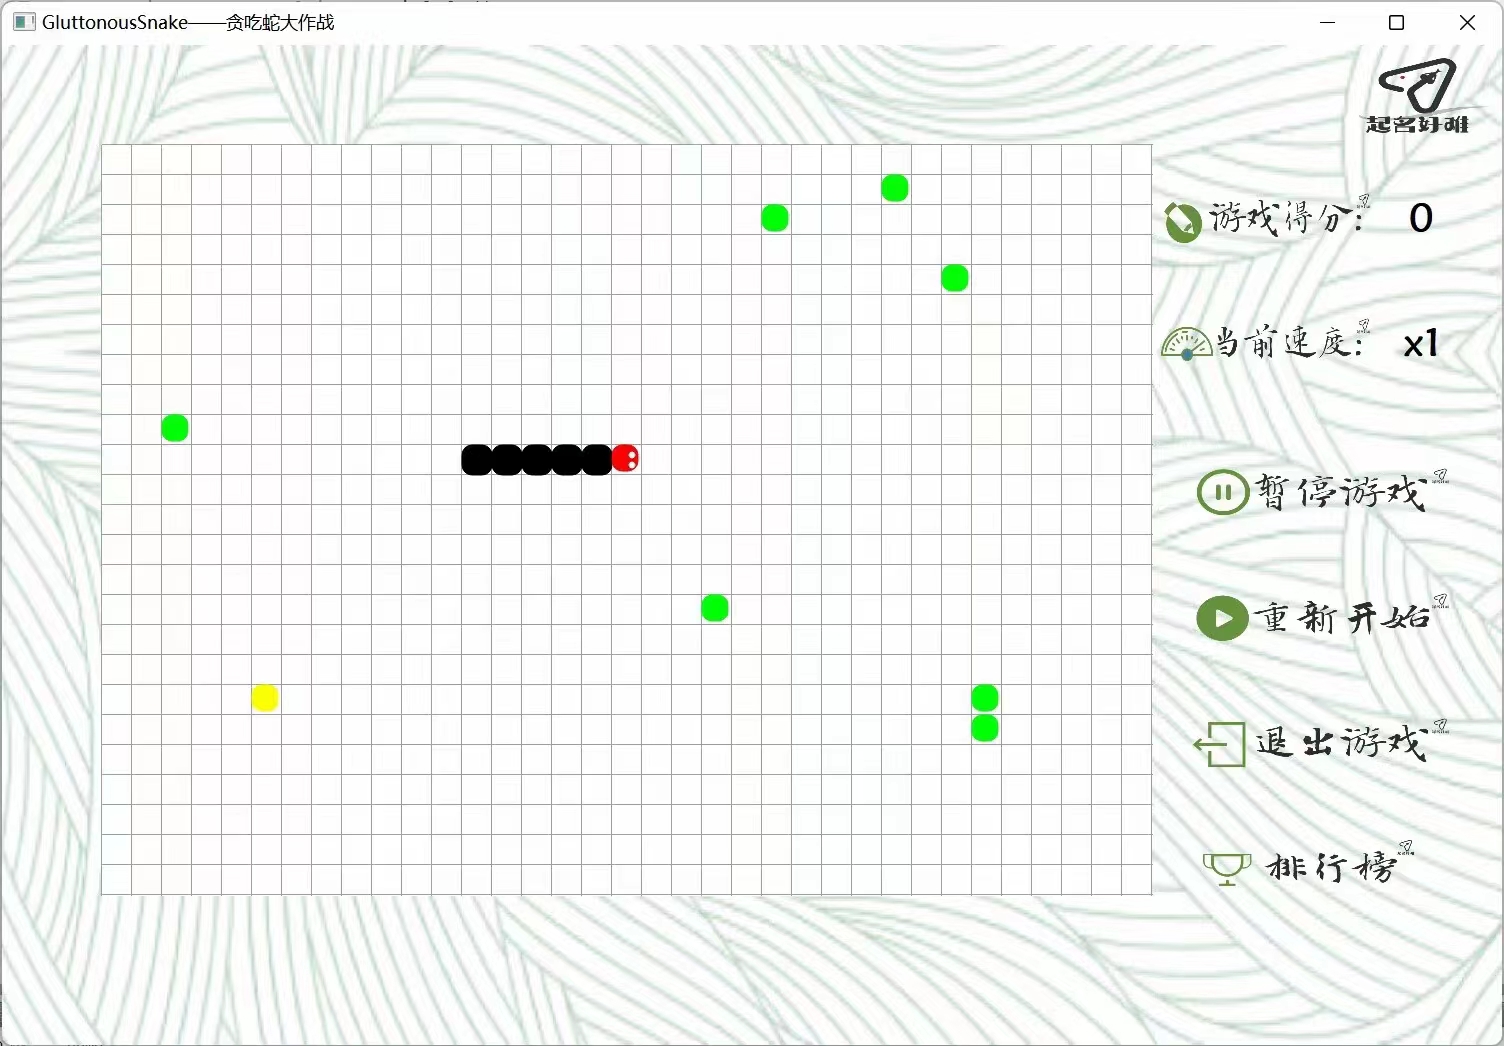 GluttonousSnake——贪吃蛇大作战
起名好难
游戏得分： 0
当前速度： x1
暂停游戏
重新开始
退出游戏
排行榜